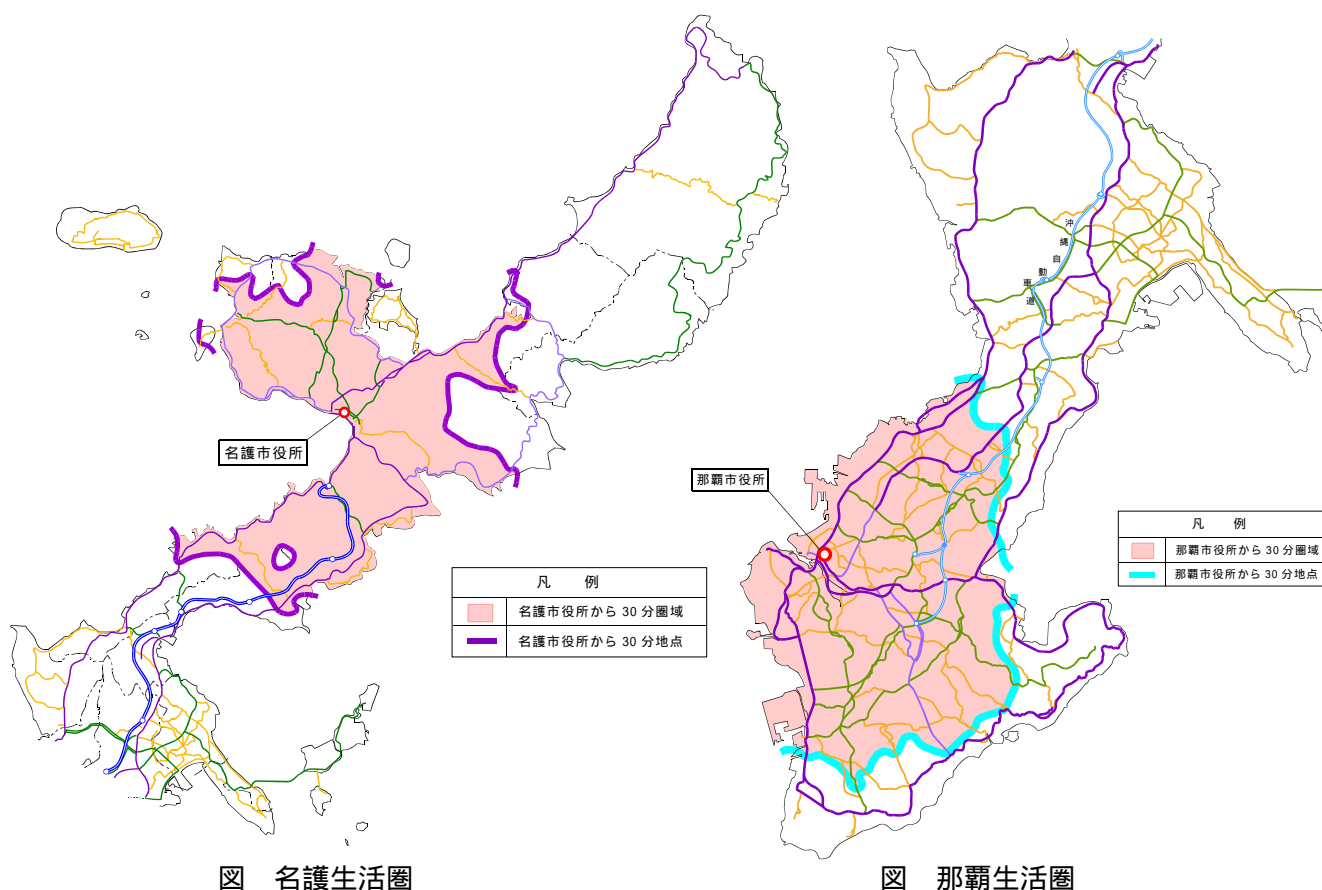 名護市役所
凡　例
名護市役所から 30 分圏域
名護市役所から 30 分地点
図　名護生活圏
沖縄自動車道
那覇市役所
凡　例
那覇市役所から 30 分圏域
那覇市役所から 30 分地点
図　那覇生活圏